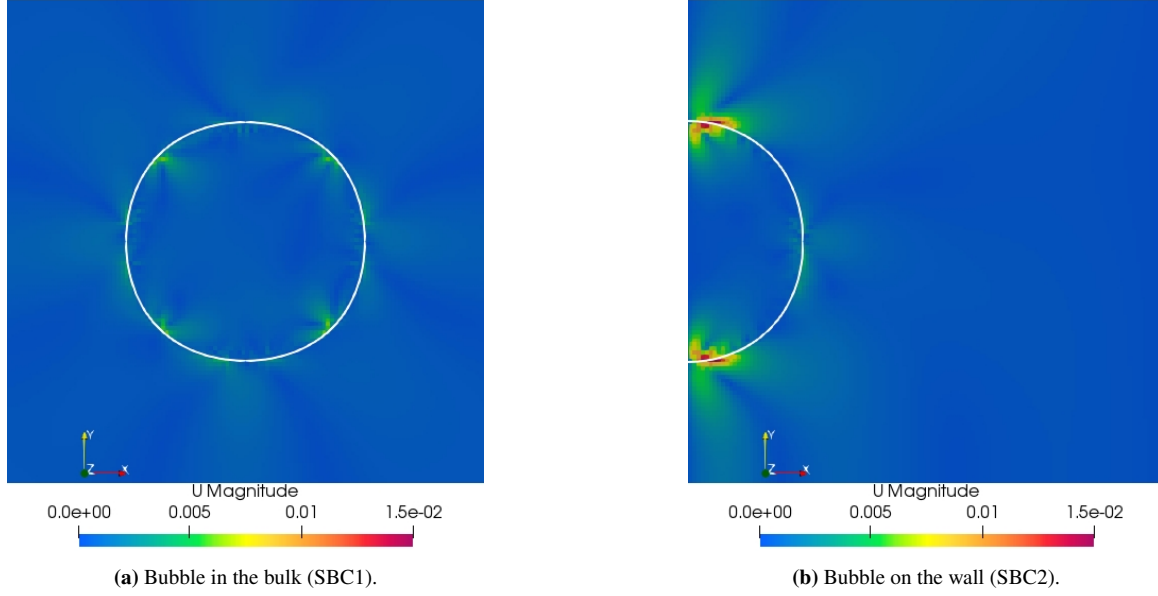 Y
Z X
U Magnitude
0.0e+00 0.005 0.01 1.5e-02
(a) Bubble in the bulk (SBC1).
Y
Z X
U Magnitude
0.0e+00 0.005 0.01 1.5e-02
(b) Bubble on the wall (SBC2).